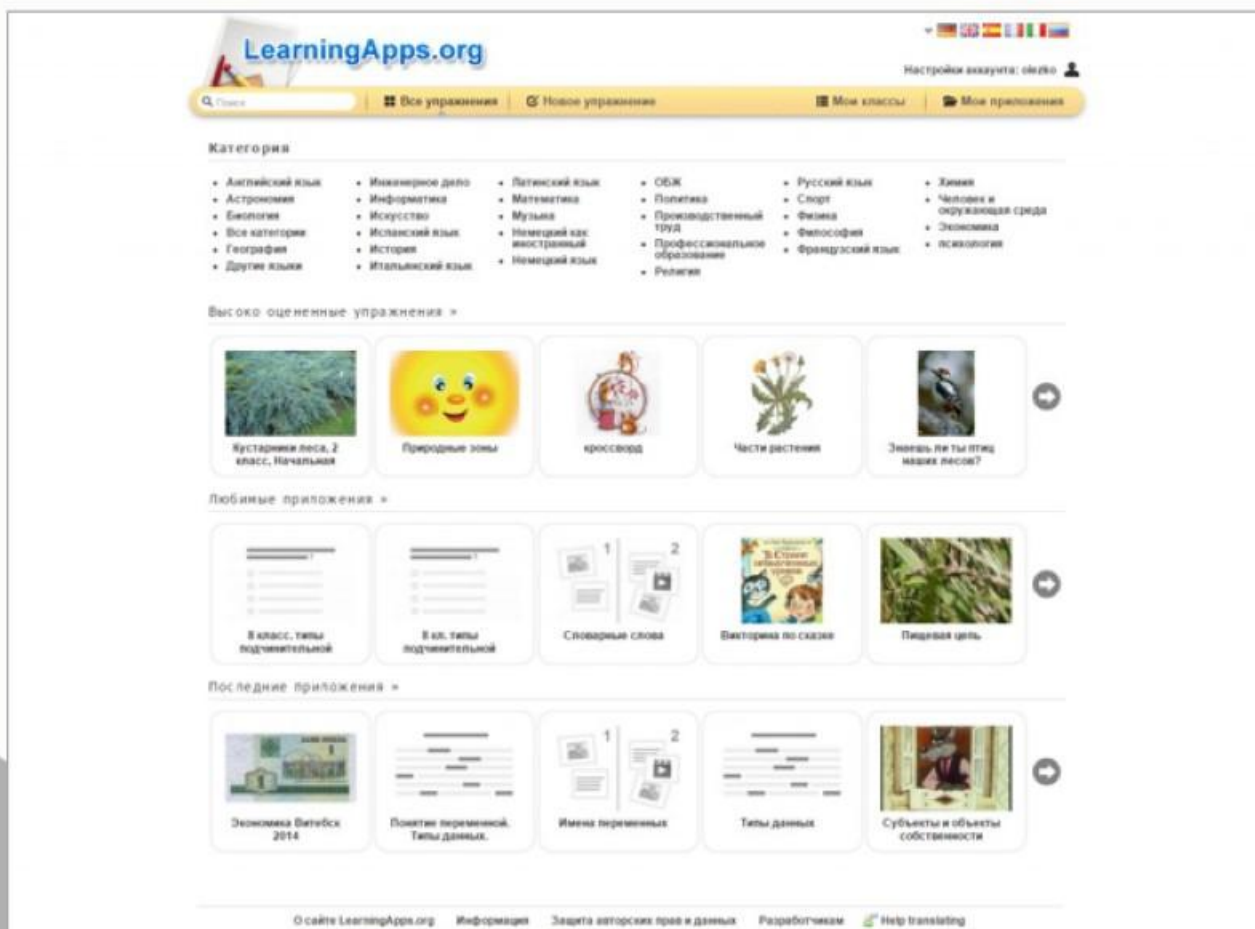 LearningApps.org
Настройки аккаунта: olezko
Поиск
Все упражнения
Новое упражнение
Мои классы
Мои приложения
Категория
Английский язык
Астрономия
Биология
Все категории
География
Другие языки
Инженерное дело
Информатика
Искусство
Испанский язык
История
Итальянский язык
Латинский язык
Математика
Музыка
Немецкий как
иностранный
Немецкий язык
ОБЖ
Политика
Производственный
труд
Профессиональное
образование
Религия
Русский язык
Спорт
Физика
Философия
Французский язык
Химия
Человек и
окружающая среда
Экономика
психология
Высоко оцененные упражнения »
Кустарники леса, 2
класс, Начальная
Природные зоны
кроссворд
Части растения
Знаешь ли ты птиц
наших лесов?
Любимые приложения »
1 2
8 класс. типы
подчинительной
8 кл. типы
подчинительной
Словарные слова
Викторина по сказке
Пищевая цепь
Последние приложения »
1 2
Экономика Витебск
2014
Понятие переменной.
Типы данных.
Имена переменных
Типы данных
Субъекты и объекты
собственности
О сайте LearningApps.org
Информация
Защита авторских прав и данных
Разработчикам
Help translating